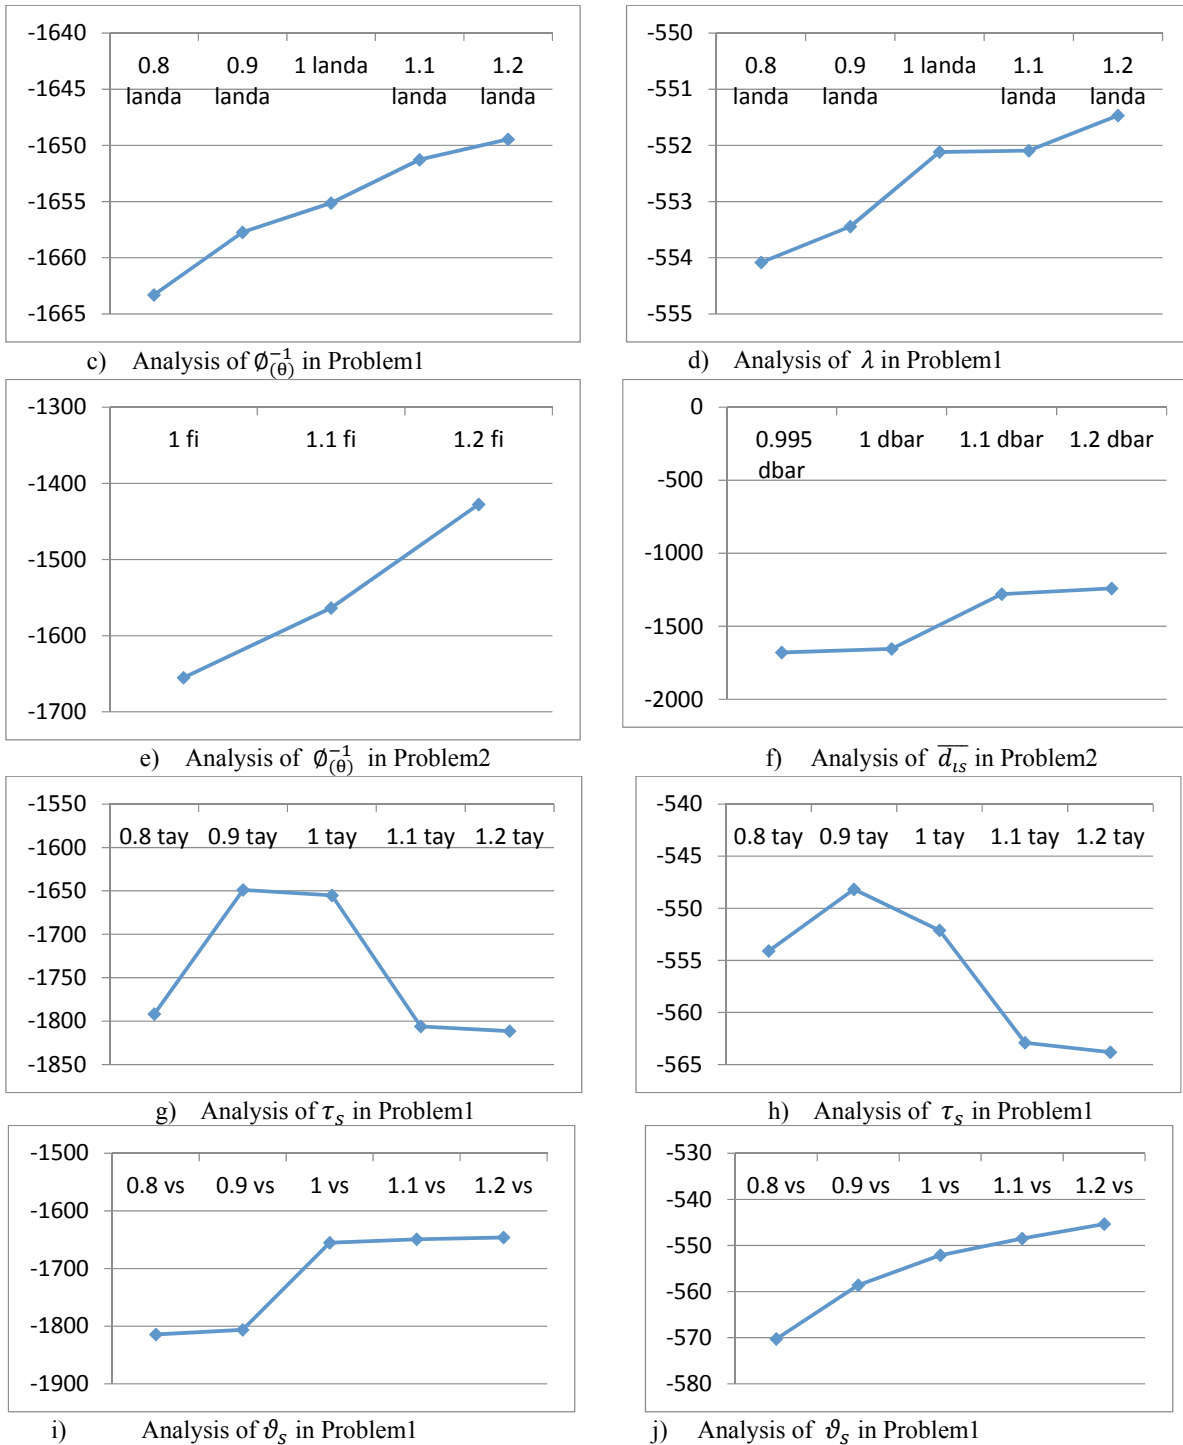 -1640
-1645
-1650
-1655
-1660
-1665
0.8 landa
0.9 landa
1 landa
1.1 landa
1.2 landa
c) Analysis of ∅₍θ₎⁻¹ in Problem1
-550
-551
-552
-553
-554
-555
0.8 landa
0.9 landa
1 landa
1.1 landa
1.2 landa
d) Analysis of λ in Problem1
-1300
-1400
-1500
-1600
-1700
1 fi
1.1 fi
1.2 fi
e) Analysis of ∅₍θ₎⁻¹ in Problem2
0
-500
-1000
-1500
-2000
0.995 dbar
1 dbar
1.1 dbar
1.2 dbar
f) Analysis of \overline{d_{ιs}} in Problem2
-1550
-1600
-1650
-1700
-1750
-1800
-1850
0.8 tay
0.9 tay
1 tay
1.1 tay
1.2 tay
g) Analysis of τₛ in Problem1
-540
-545
-550
-555
-560
-565
0.8 tay
0.9 tay
1 tay
1.1 tay
1.2 tay
h) Analysis of τₛ in Problem1
-1500
-1600
-1700
-1800
-1900
0.8 vs
0.9 vs
1 vs
1.1 vs
1.2 vs
i) Analysis of ϑₛ in Problem1
-530
-540
-550
-560
-570
-580
0.8 vs
0.9 vs
1 vs
1.1 vs
1.2 vs
j) Analysis of ϑₛ in Problem1